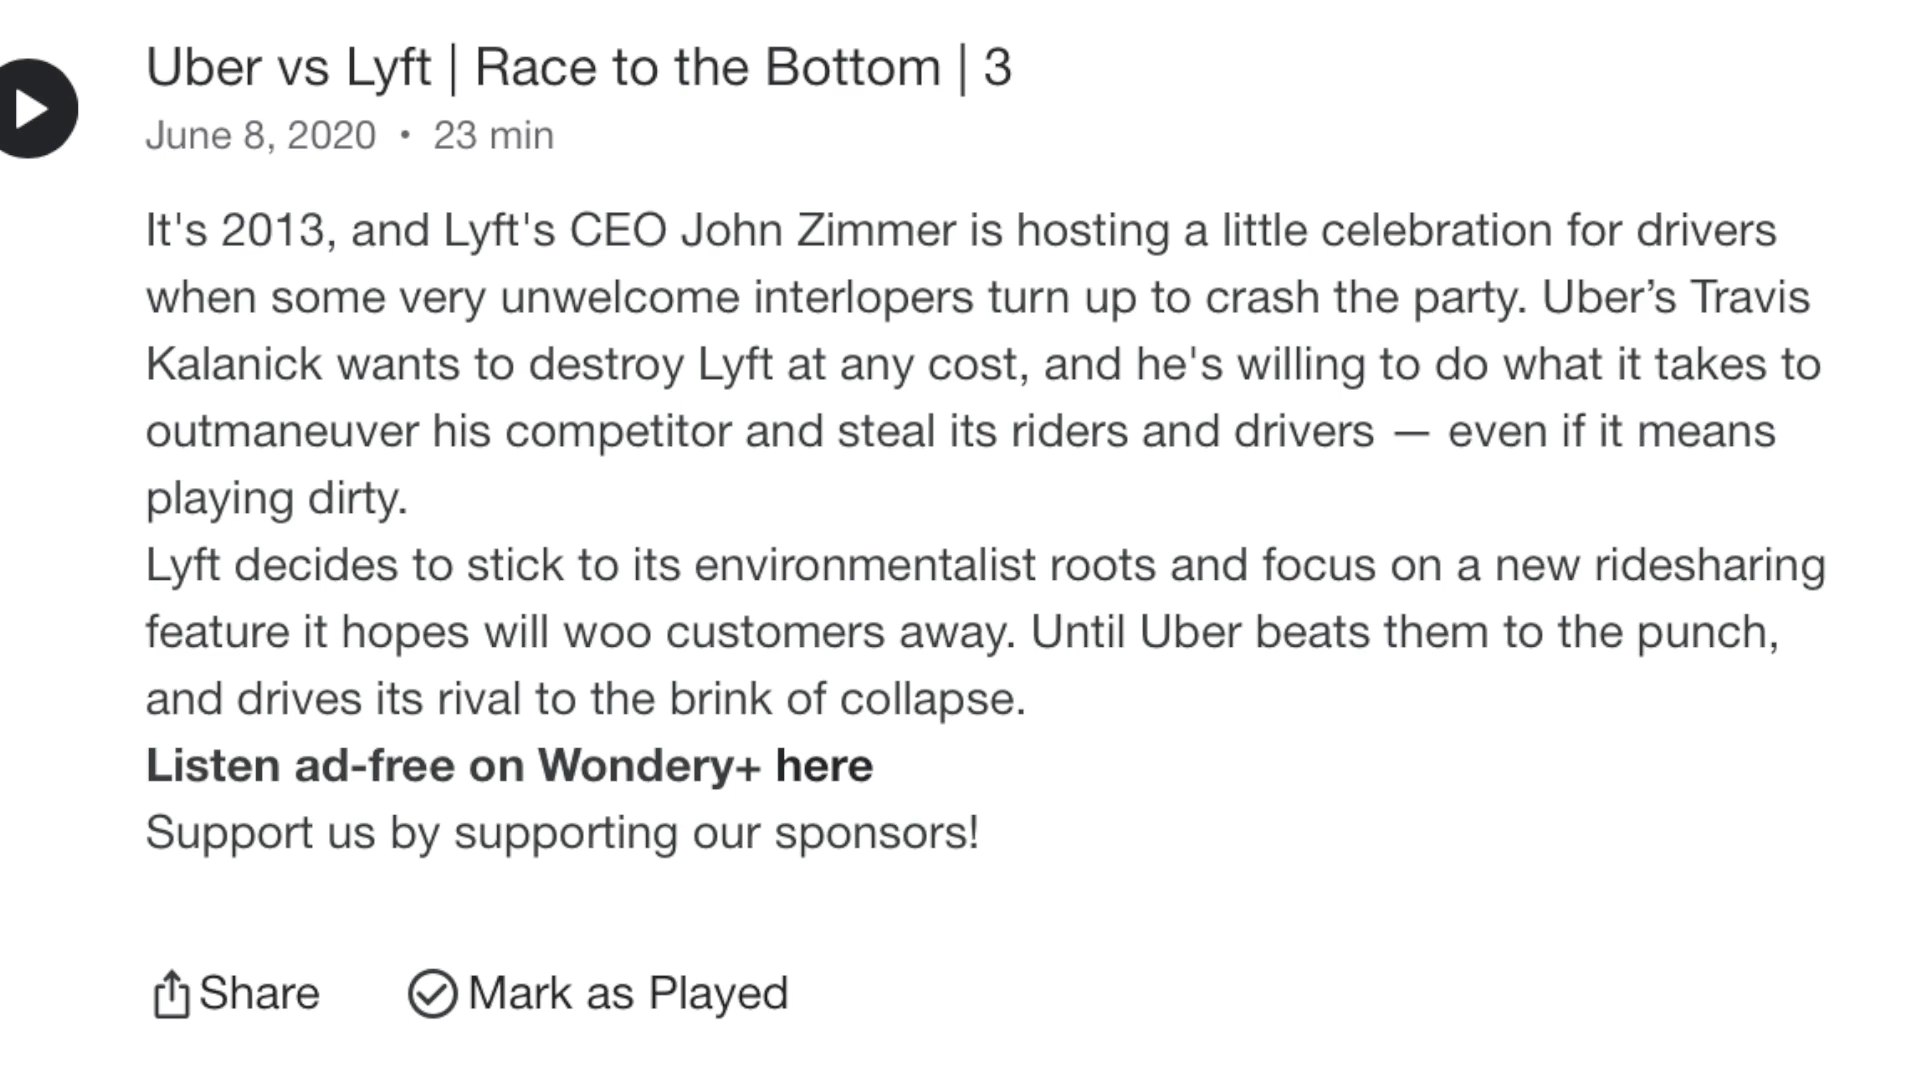 Uber vs Lyft | Race to the Bottom | 3
June 8, 2020 • 23 min
It's 2013, and Lyft's CEO John Zimmer is hosting a little celebration for drivers
when some very unwelcome interlopers turn up to crash the party. Uber’s Travis
Kalanick wants to destroy Lyft at any cost, and he's willing to do what it takes to
outmaneuver his competitor and steal its riders and drivers — even if it means
playing dirty.
Lyft decides to stick to its environmentalist roots and focus on a new ridesharing
feature it hopes will woo customers away. Until Uber beats them to the punch,
and drives its rival to the brink of collapse.
Listen ad-free on Wondery+ here
Support us by supporting our sponsors!
Share Mark as Played